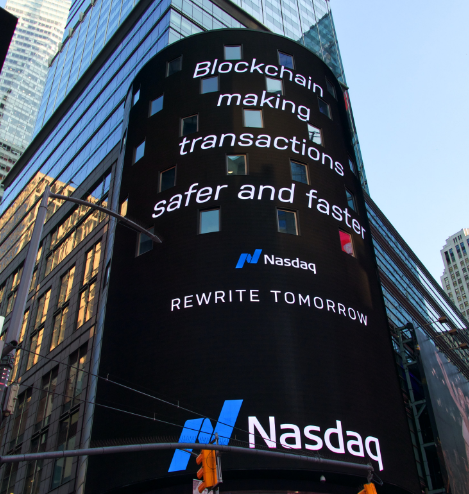 Blockchain
making
transactions
safer and faster
Nasdaq
REWRITE TOMORROW
Nasdaq